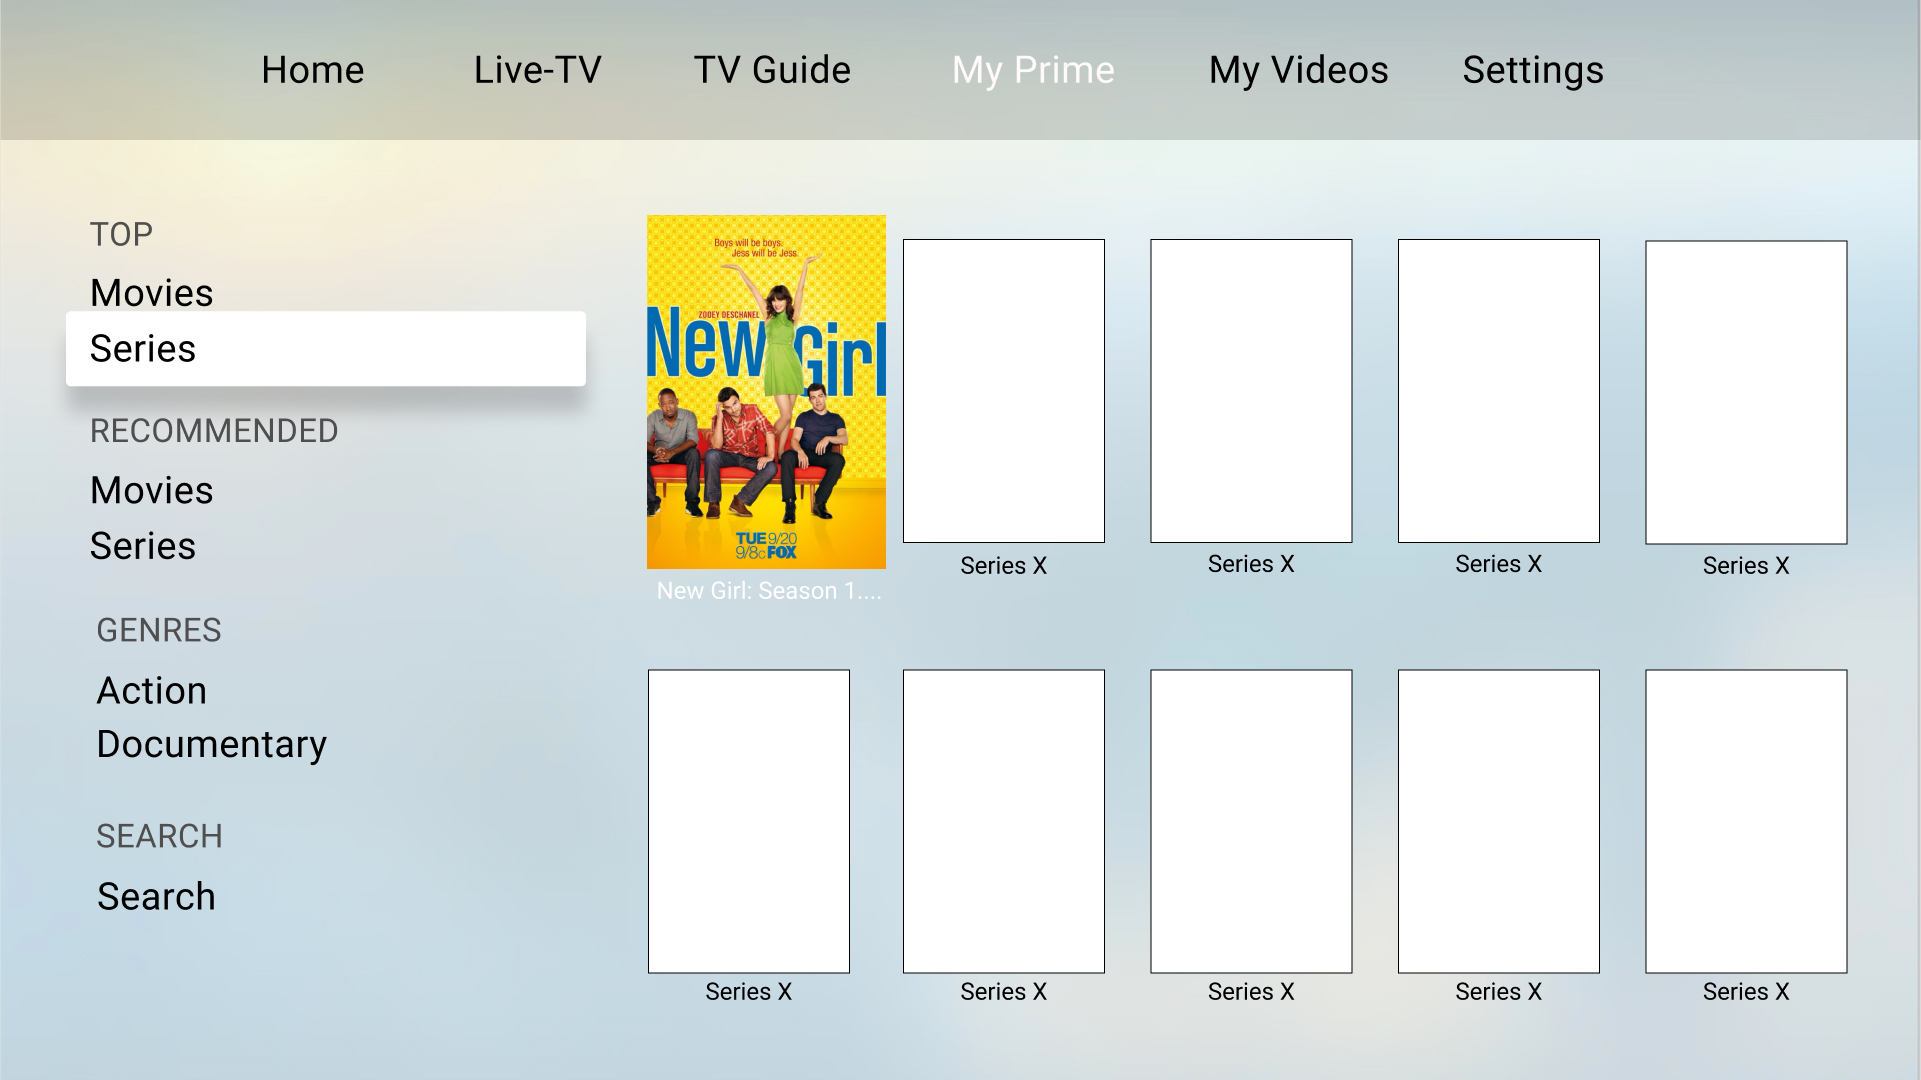 Home Live-TV TV Guide My Prime My Videos Settings
TOP
Movies
Series
RECOMMENDED
Movies
Series
GENRES
Action
Documentary
SEARCH
Search
Boys will be boys.
Jess will be Jess.
ZOOEY DESCHANEL
New Girl
TUE 9/20
9/8c FOX
New Girl: Season 1....
Series X
Series X
Series X
Series X
Series X
Series X
Series X
Series X
Series X